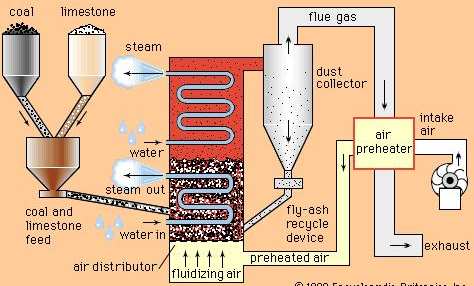 coal
limestone
steam
flue gas
dust
collector
intake
air
air
preheater
water
steam out
water in
coal and
limestone
feed
fly-ash
recycle
device
preheated air
exhaust
air distributor
fluidizing air
Encyclopædia Britannica, Inc.